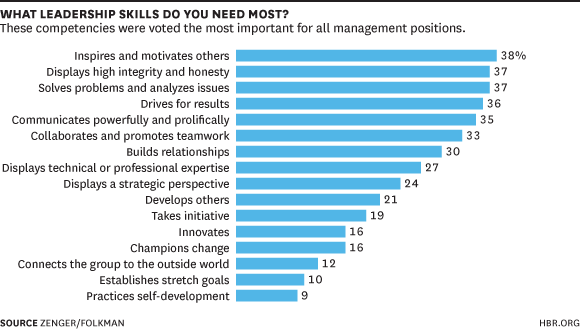 WHAT LEADERSHIP SKILLS DO YOU NEED MOST?
These competencies were voted the most important for all management positions.
Inspires and motivates others 38%
Displays high integrity and honesty 37
Solves problems and analyzes issues 37
Drives for results 36
Communicates powerfully and prolifically 35
Collaborates and promotes teamwork 33
Builds relationships 30
Displays technical or professional expertise 27
Displays a strategic perspective 24
Develops others 21
Takes initiative 19
Innovates 16
Champions change 16
Connects the group to the outside world 12
Establishes stretch goals 10
Practices self-development 9
SOURCE ZENGER/FOLKMAN HBR.ORG